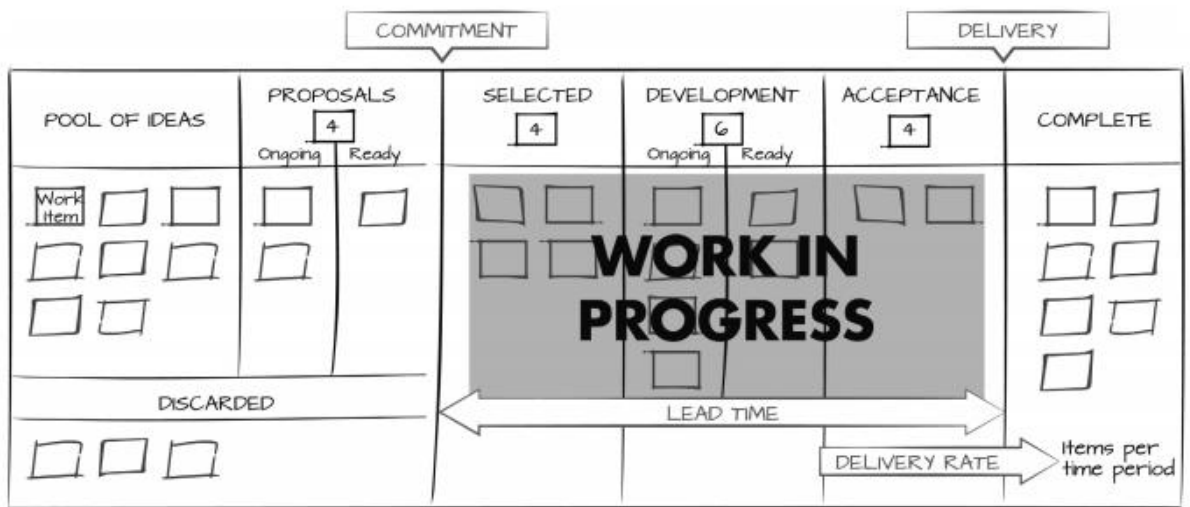 COMMITMENT
DELIVERY
POOL OF IDEAS
PROPOSALS
4
Ongoing
Ready
SELECTED
4
DEVELOPMENT
6
Ongoing
Ready
ACCEPTANCE
4
COMPLETE
Work
Item
WORK IN
PROGRESS
DISCARDED
LEAD TIME
DELIVERY RATE
Items per
time period